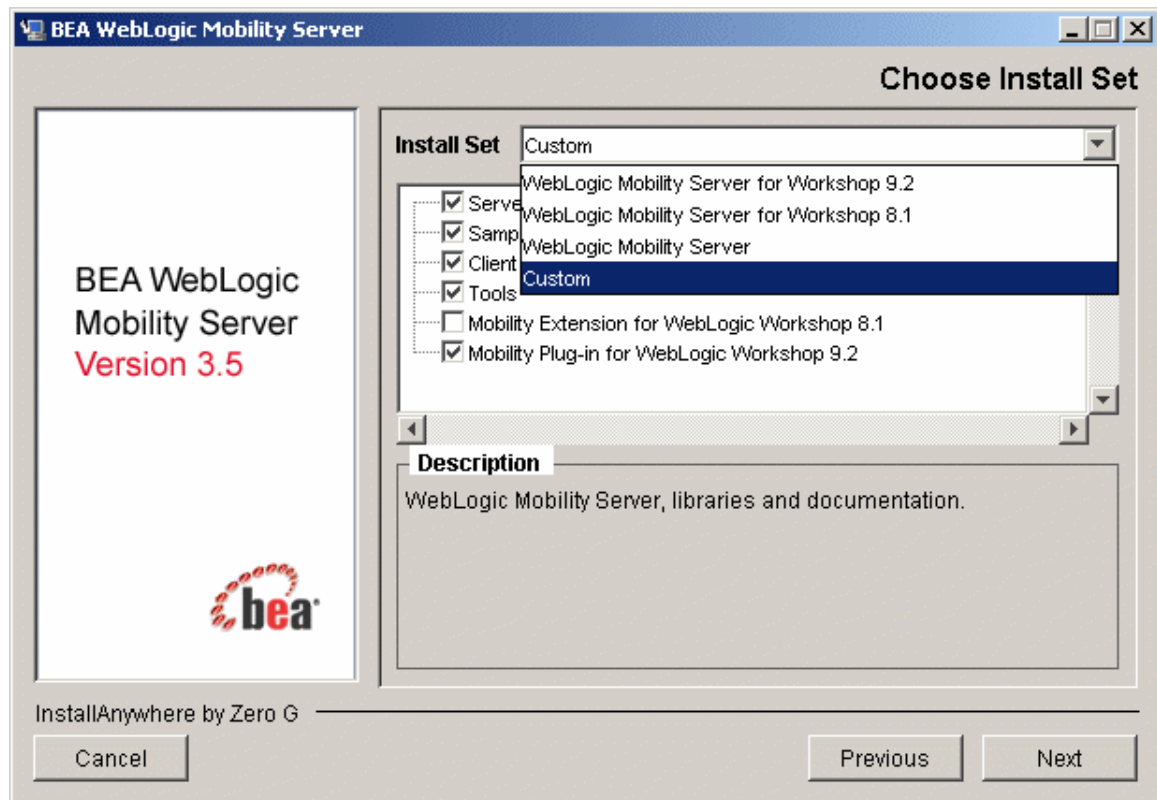 BEA WebLogic Mobility Server
Choose Install Set
BEA WebLogic
Mobility Server
Version 3.5
bea
Install Set
Custom
WebLogic Mobility Server for Workshop 9.2
WebLogic Mobility Server for Workshop 8.1
WebLogic Mobility Server
Custom
Serve
Samp
Client
Tools
Mobility Extension for WebLogic Workshop 8.1
Mobility Plug-in for WebLogic Workshop 9.2
Description
WebLogic Mobility Server, libraries and documentation.
InstallAnywhere by Zero G
Cancel
Previous
Next